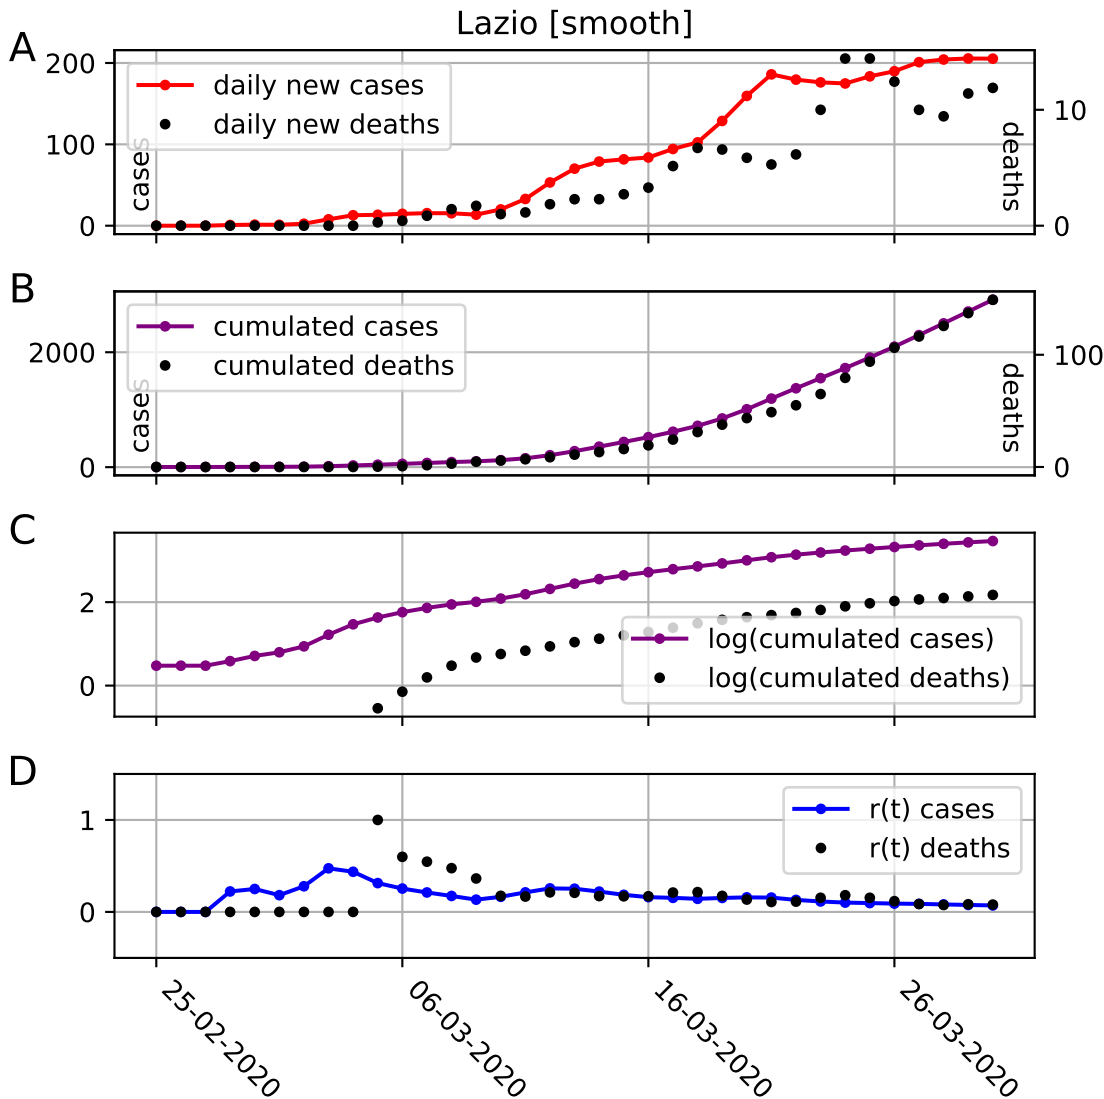 Lazio [smooth]
A
200
100
0
daily new cases
daily new deaths
cases
10
0
deaths
B
2000
0
cumulated cases
cumulated deaths
cases
100
0
deaths
C
2
0
log(cumulated cases)
log(cumulated deaths)
D
1
0
r(t) cases
r(t) deaths
25-02-2020
06-03-2020
16-03-2020
26-03-2020